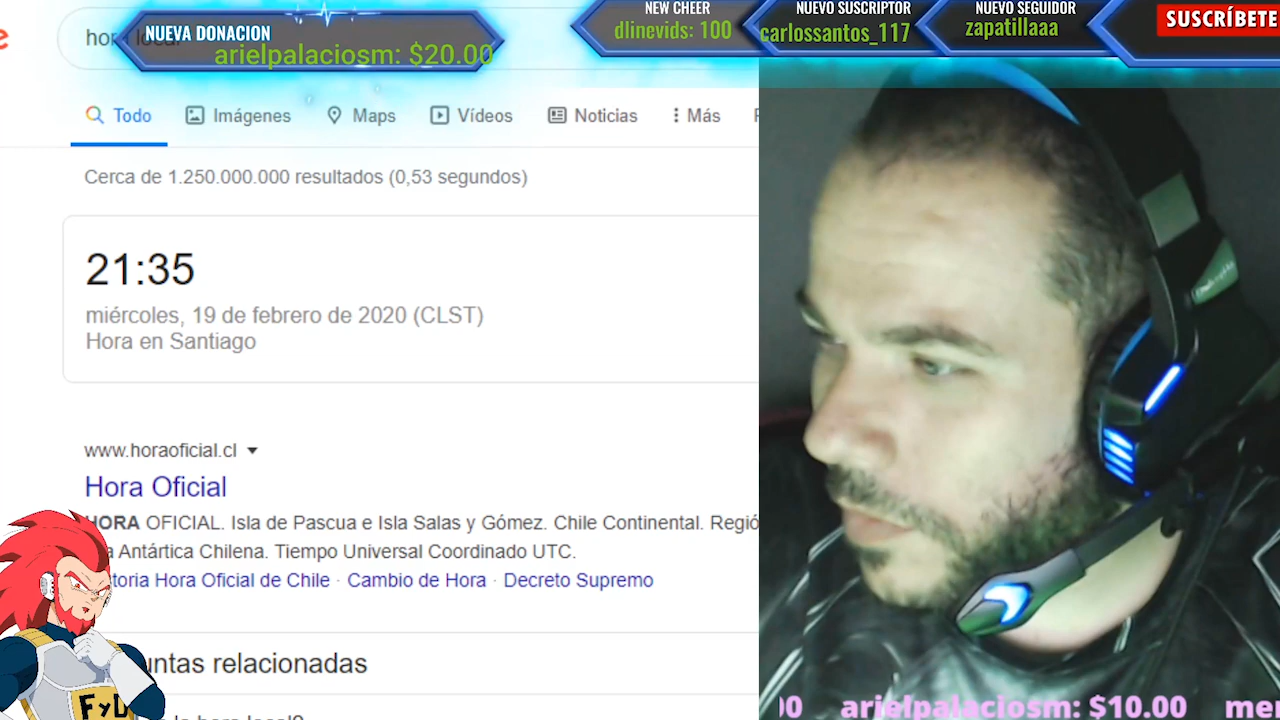 NUEVA DONACION
arielpalaciosm: $20.00
NEW CHEER
dlinevids: 100
NUEVO SUSCRIPTOR
carlossantos_117
NUEVO SEGUIDOR
zapatillaaa
SUSCRÍBETE
Todo
Imágenes
Maps
Vídeos
Noticias
Más
Cerca de 1.250.000.000 resultados (0,53 segundos)
21:35
miércoles, 19 de febrero de 2020 (CLST)
Hora en Santiago
www.horaoficial.cl
Hora Oficial
HORA OFICIAL. Isla de Pascua e Isla Salas y Gómez. Chile Continental.
Antártica Chilena. Tiempo Universal Coordinado UTC.
Hora Oficial de Chile · Cambio de Hora · Decreto Supremo
relacionadas
FyD
arielpalaciosm: $10.00